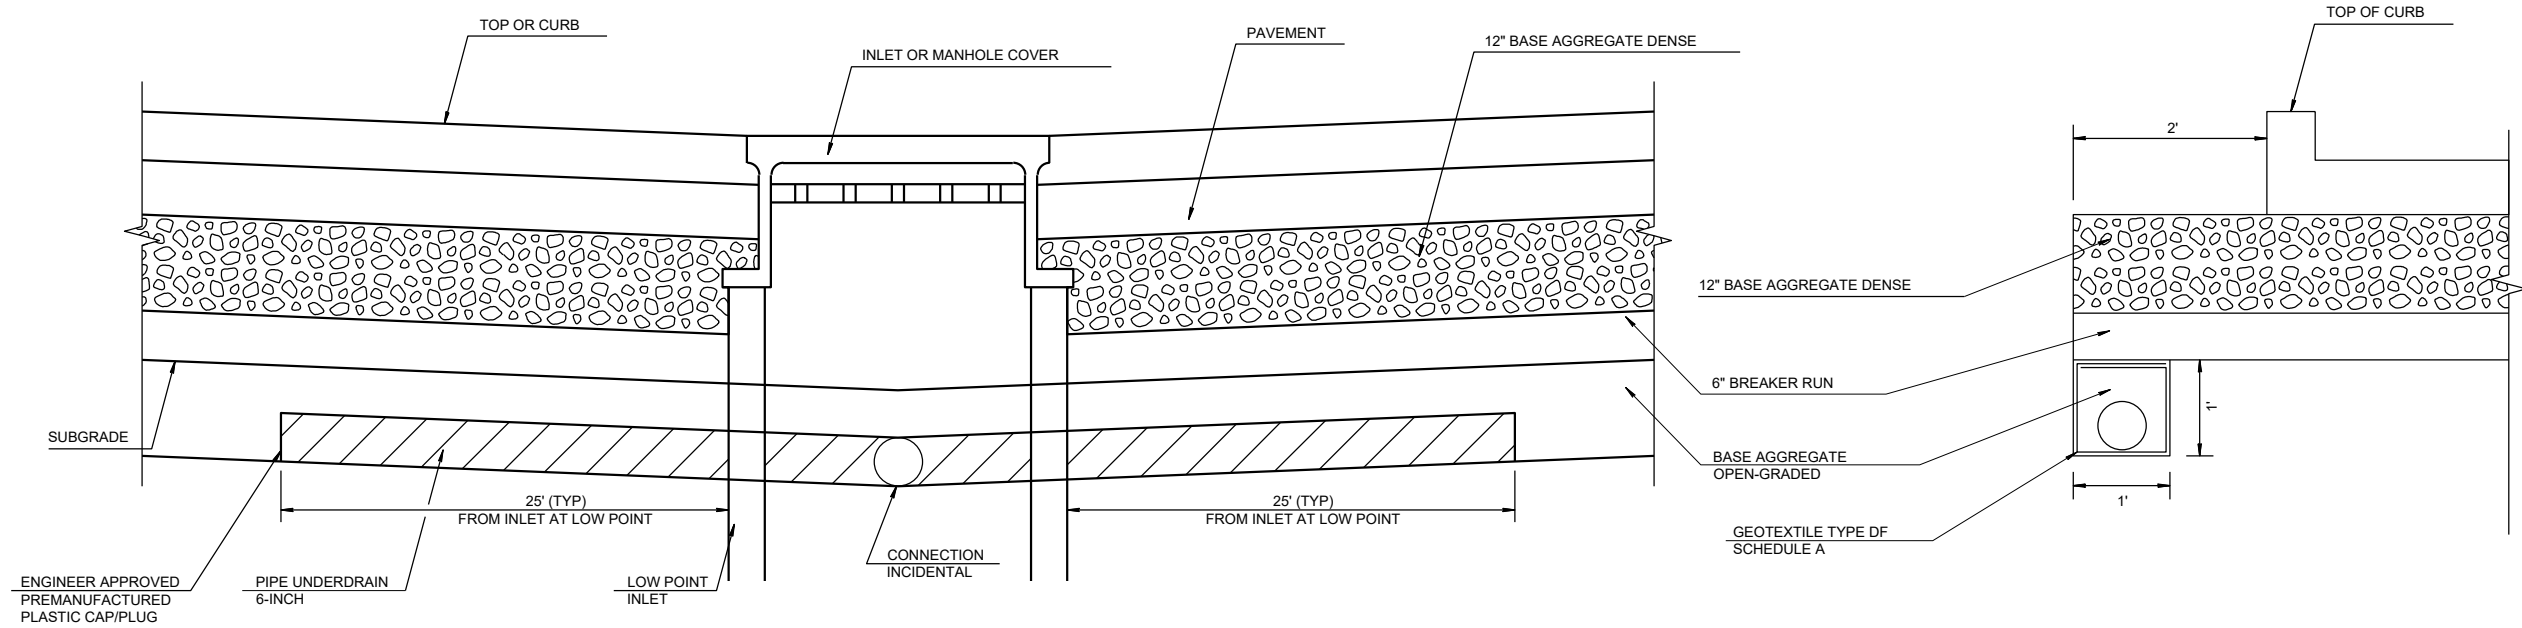 TOP OR CURB
INLET OR MANHOLE COVER
PAVEMENT
12" BASE AGGREGATE DENSE
TOP OF CURB
2'
12" BASE AGGREGATE DENSE
6" BREAKER RUN
1'
SUBGRADE
BASE AGGREGATE
OPEN-GRADED
1'
25' (TYP)
FROM INLET AT LOW POINT
25' (TYP)
FROM INLET AT LOW POINT
GEOTEXTILE TYPE DF
SCHEDULE A
ENGINEER APPROVED
PREMANUFACTURED
PLASTIC CAP/PLUG
PIPE UNDERDRAIN
6-INCH
LOW POINT
INLET
CONNECTION
INCIDENTAL